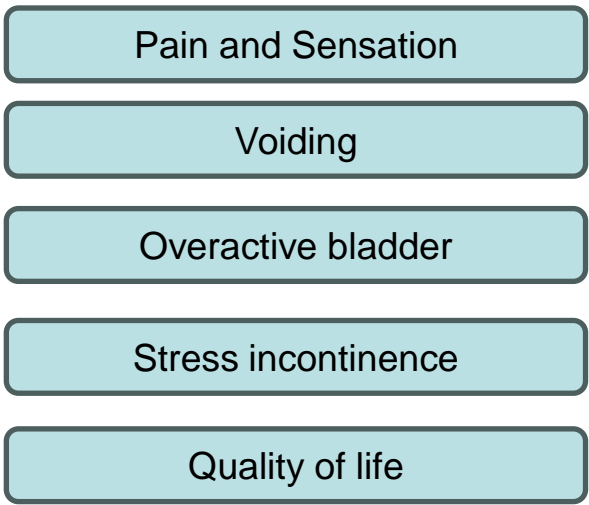 Pain and Sensation
Voiding
Overactive bladder
Stress incontinence
Quality of life